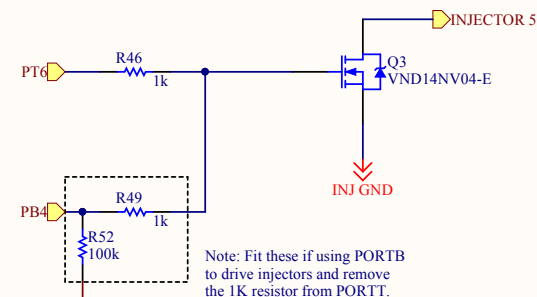 INJECTOR 5
R46
PT6
1k
Q3
VND14NV04-E
INJ GND
R49
PB4
1k
R52
100k
Note: Fit these if using PORTB
to drive injectors and remove
the 1K resistor from PORTT.